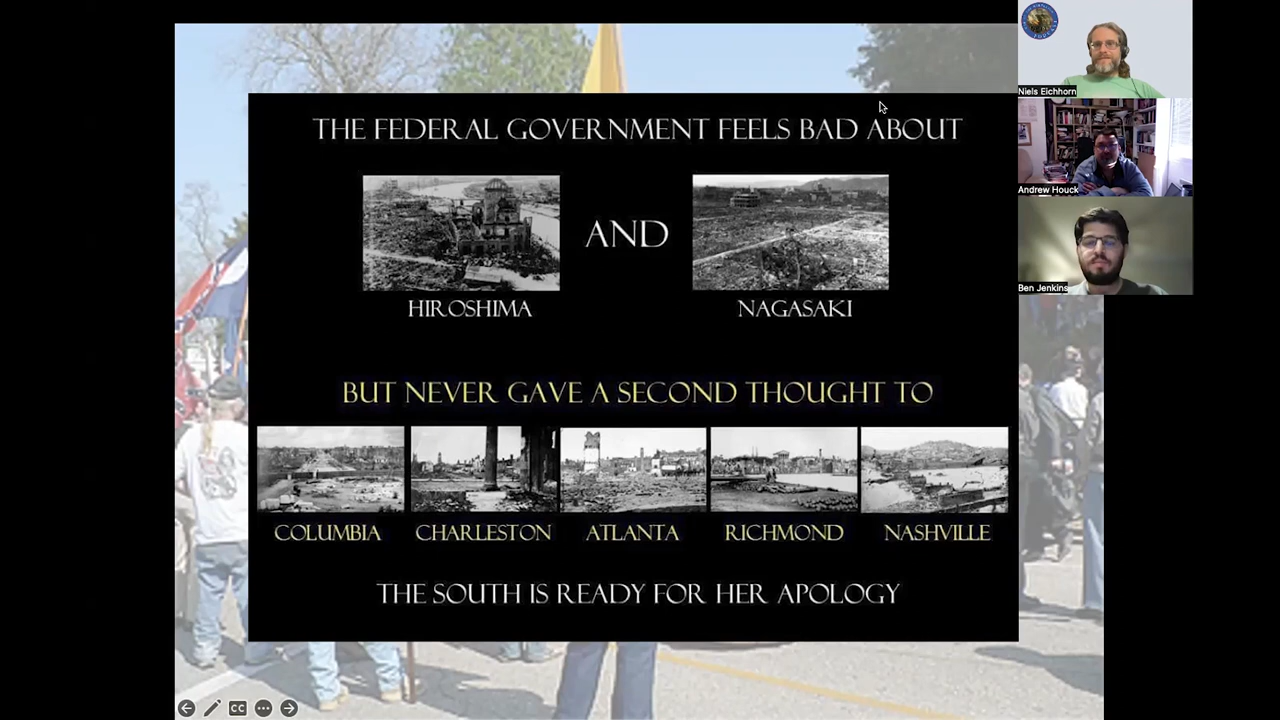 THE FEDERAL GOVERNMENT FEELS BAD ABOUT
AND
HIROSHIMA
NAGASAKI
BUT NEVER GAVE A SECOND THOUGHT TO
COLUMBIA
CHARLESTON
ATLANTA
RICHMOND
NASHVILLE
THE SOUTH IS READY FOR HER APOLOGY
Niels Eichhorn
Andrew Houck
Ben Jenkins
CC